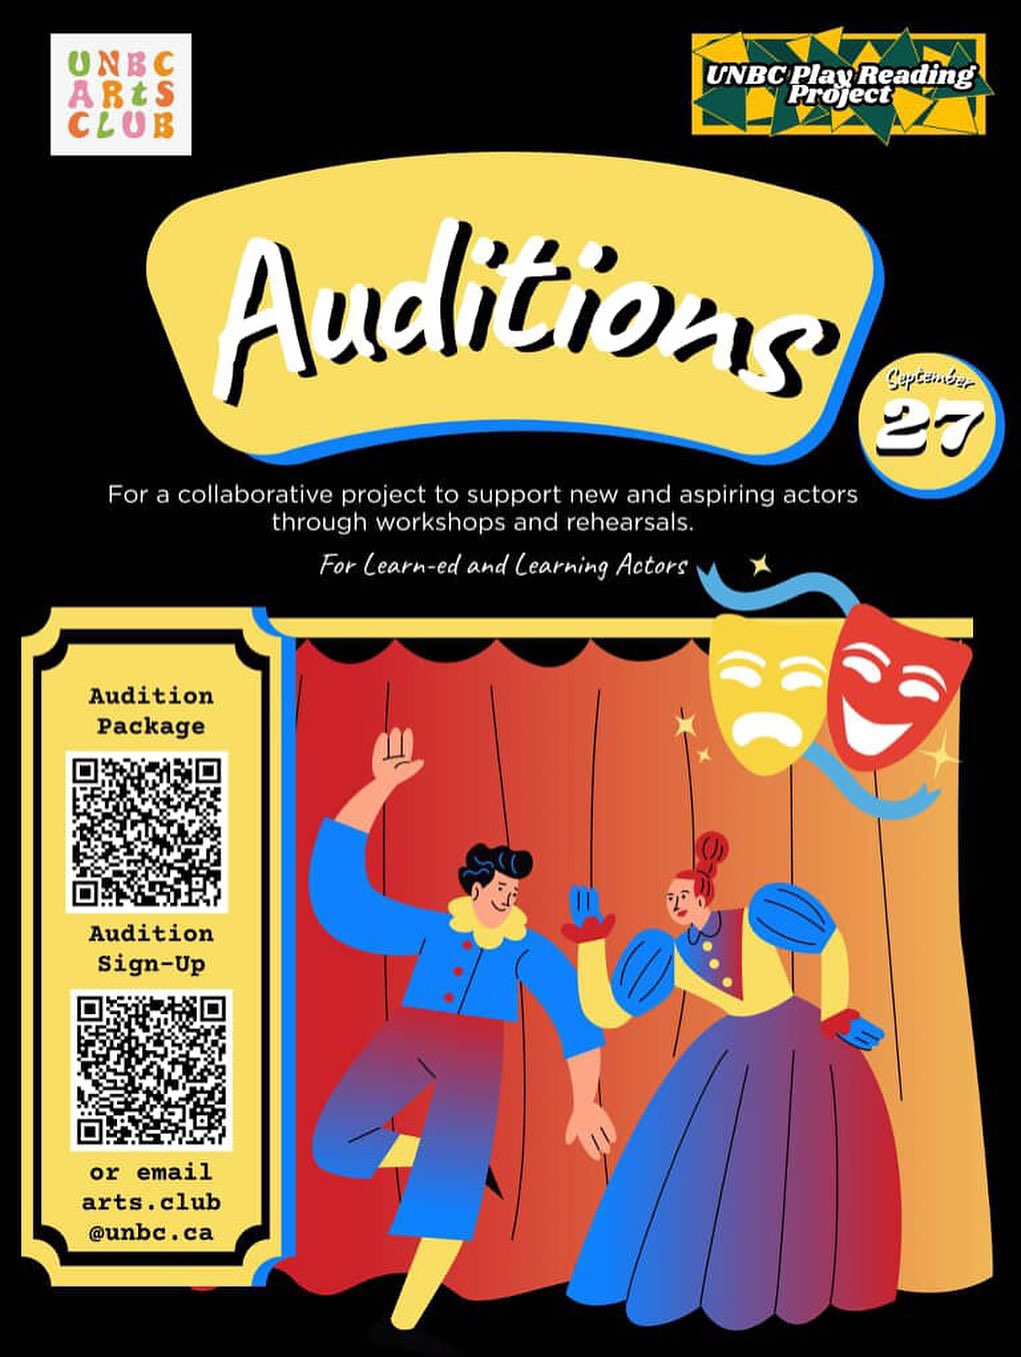 UNBC
ARtS
CLUB
UNBC Play Reading
Project
Auditions
September
27
For a collaborative project to support new and aspiring actors
through workshops and rehearsals.
For Learn-ed and Learning Actors
Audition
Package
Audition
Sign-Up
or email
arts.club
@unbc.ca